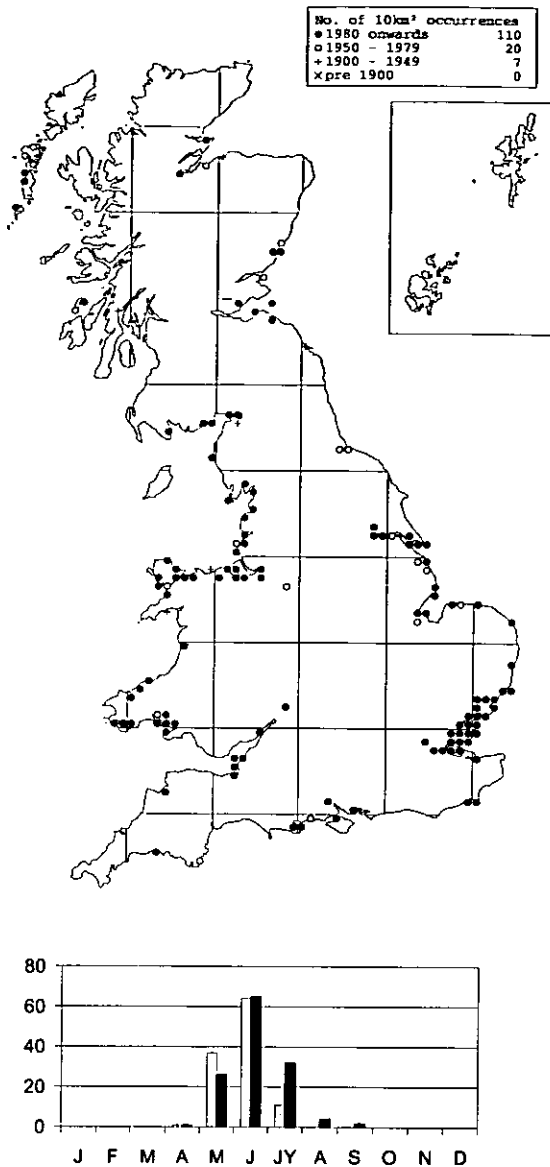 No. of 10km² occurrences
● 1980 onwards 110
○ 1950 - 1979 20
+ 1900 - 1949 7
× pre 1900 0
80
60
40
20
0
J F M A M J JY A S O N D